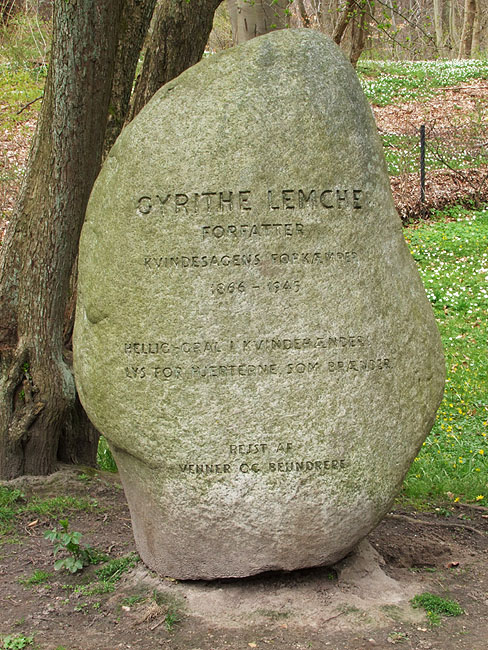 GYRITHE LEMCHE
FORFATTER
KVINDESAGENS FORKÆMPER
1866 - 1945
HELLIG-GRAL I KVINDEHÆNDER
LYS FOR HJERTERNE, SOM BRÆNDER
REJST AF
VENNER OG BEUNDRERE